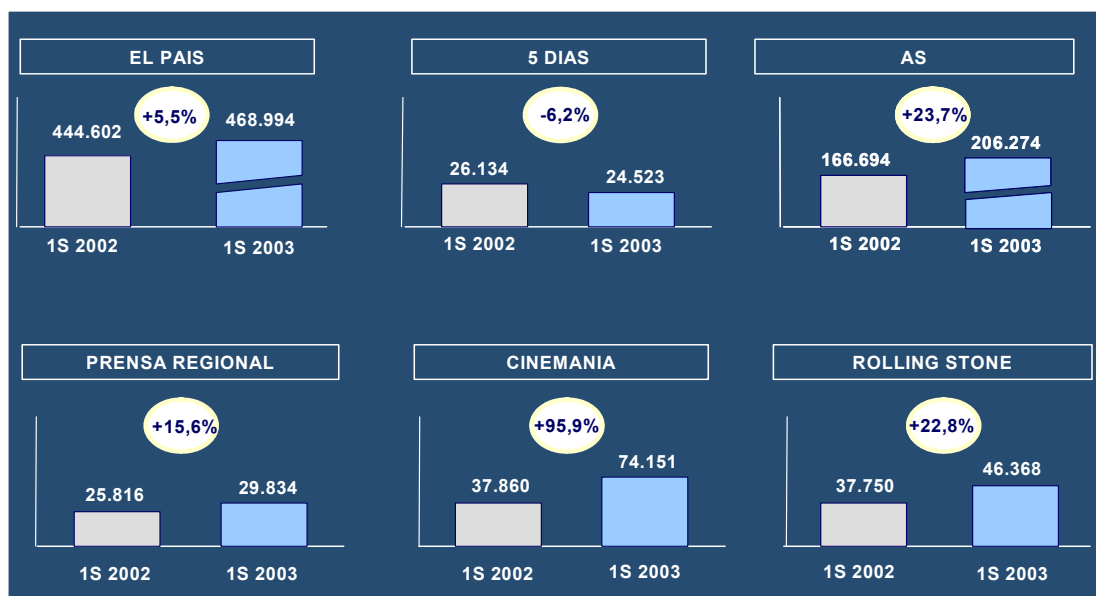 EL PAIS
+5,5%
444.602
468.994
1S 2002
1S 2003
5 DIAS
-6,2%
26.134
24.523
1S 2002
1S 2003
AS
+23,7%
166.694
206.274
1S 2002
1S 2003
PRENSA REGIONAL
+15,6%
25.816
29.834
1S 2002
1S 2003
CINEMANIA
+95,9%
37.860
74.151
1S 2002
1S 2003
ROLLING STONE
+22,8%
37.750
46.368
1S 2002
1S 2003